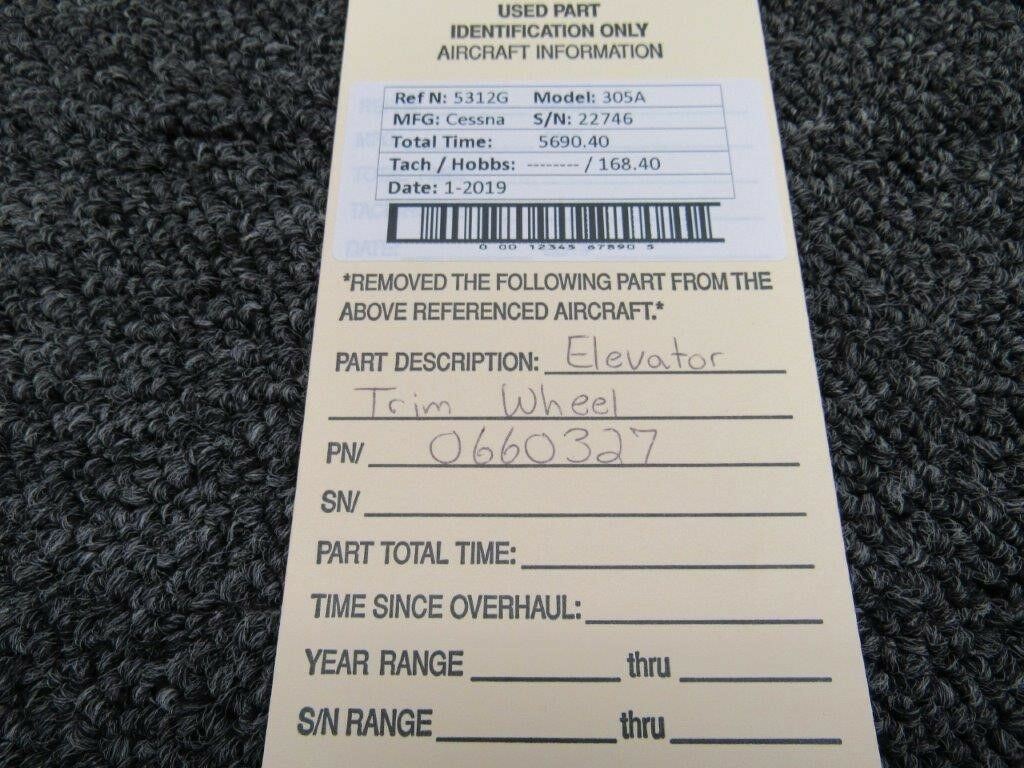 USED PART
IDENTIFICATION ONLY
AIRCRAFT INFORMATION
Ref N: 5312G Model: 305A
MFG: Cessna S/N: 22746
Total Time: 5690.40
Tach / Hobbs: -------- / 168.40
Date: 1-2019
0 00 12345 67890 5
*REMOVED THE FOLLOWING PART FROM THE
ABOVE REFERENCED AIRCRAFT.*
PART DESCRIPTION: Elevator
Trim Wheel
PN/ 0660327
SN/
PART TOTAL TIME:
TIME SINCE OVERHAUL:
YEAR RANGE thru
S/N RANGE thru